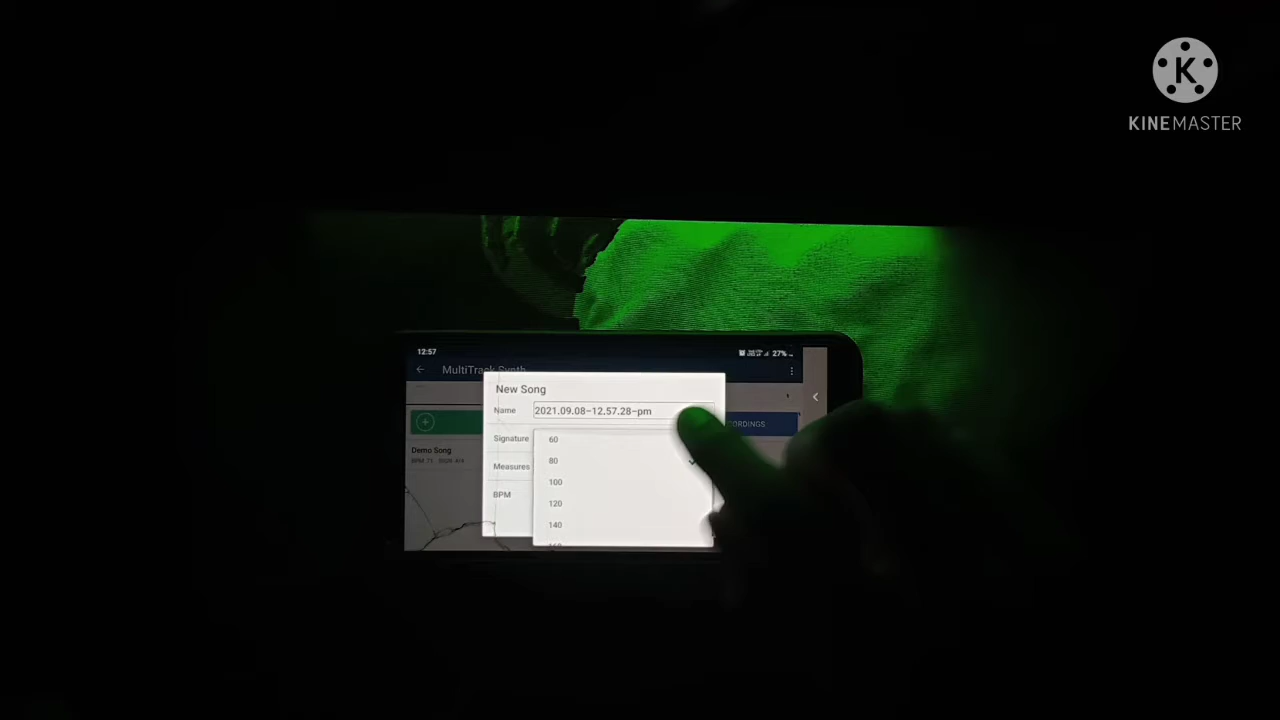 K
KINEMASTER
12:57
27%
MultiTrack Synth
New Song
Name
2021.09.08-12.57.28-pm
Signature
60
Demo Song
80
Measures
100
BPM
120
140
160